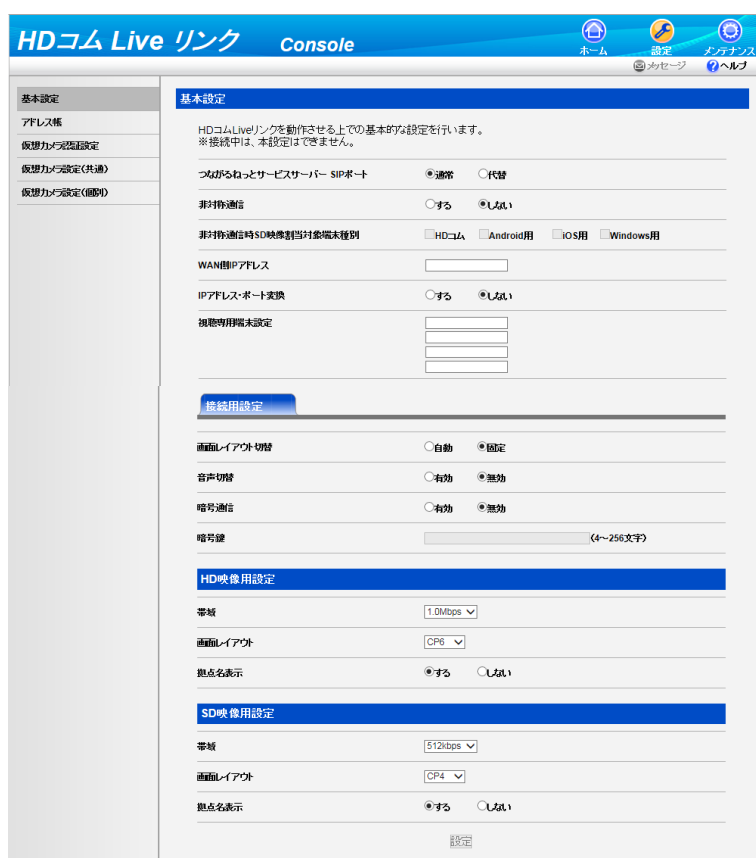 HDコム Live リンク Console
ホーム 設定 メンテナンス
メッセージ ヘルプ
基本設定
アドレス帳
仮想カメラ認証設定
仮想カメラ設定(共通)
仮想カメラ設定(個別)
基本設定
HDコムLiveリンクを動作させる上での基本的な設定を行います。
※接続中は、本設定はできません。
つながるねっとサービスサーバー SIPポート 通常 代替
非対称通信 する しない
非対称通信時SD映像割当対象端末種別 HDコム Android用 iOS用 Windows用
WAN側IPアドレス
IPアドレス・ポート変換 する しない
視聴専用端末設定
接続用設定
画面レイアウト切替 自動 固定
音声切替 有効 無効
暗号通信 有効 無効
暗号鍵 (4～256文字)
HD映像用設定
帯域 1.0Mbps
画面レイアウト CP6
拠点名表示 する しない
SD映像用設定
帯域 512kbps
画面レイアウト CP4
拠点名表示 する しない
設定